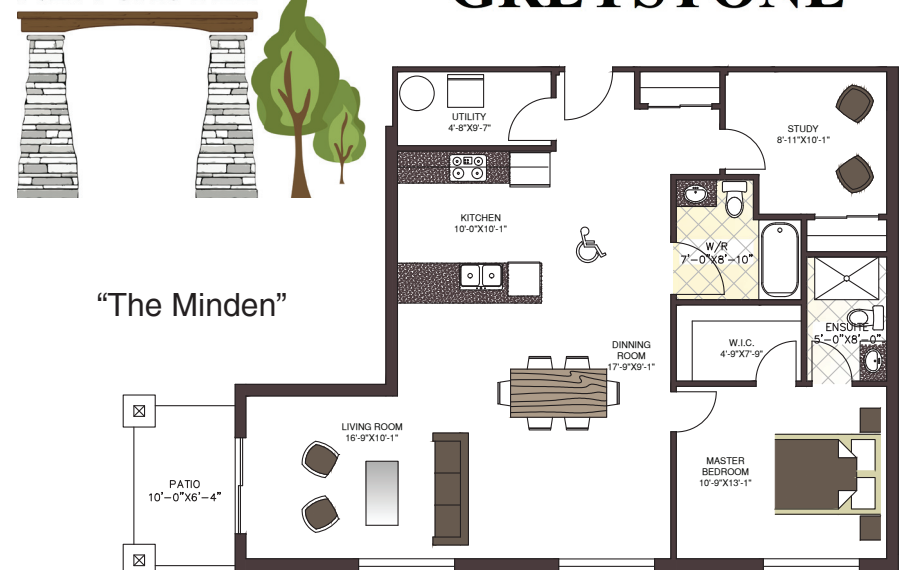 GREYSTONE
UTILITY
4'-8"X9'-7"
STUDY
8'-11"X10'-1"
KITCHEN
10'-0"X10'-1"
W/R
7'-0"X8'-10"
"The Minden"
ENSUITE
5'-0"X8'-0"
W.I.C.
4'-9"X7'-9"
DINNING
ROOM
17'-9"X9'-1"
LIVING ROOM
16'-9"X10'-1"
MASTER
BEDROOM
10'-9"X13'-1"
PATIO
10'-0"X6'-4"